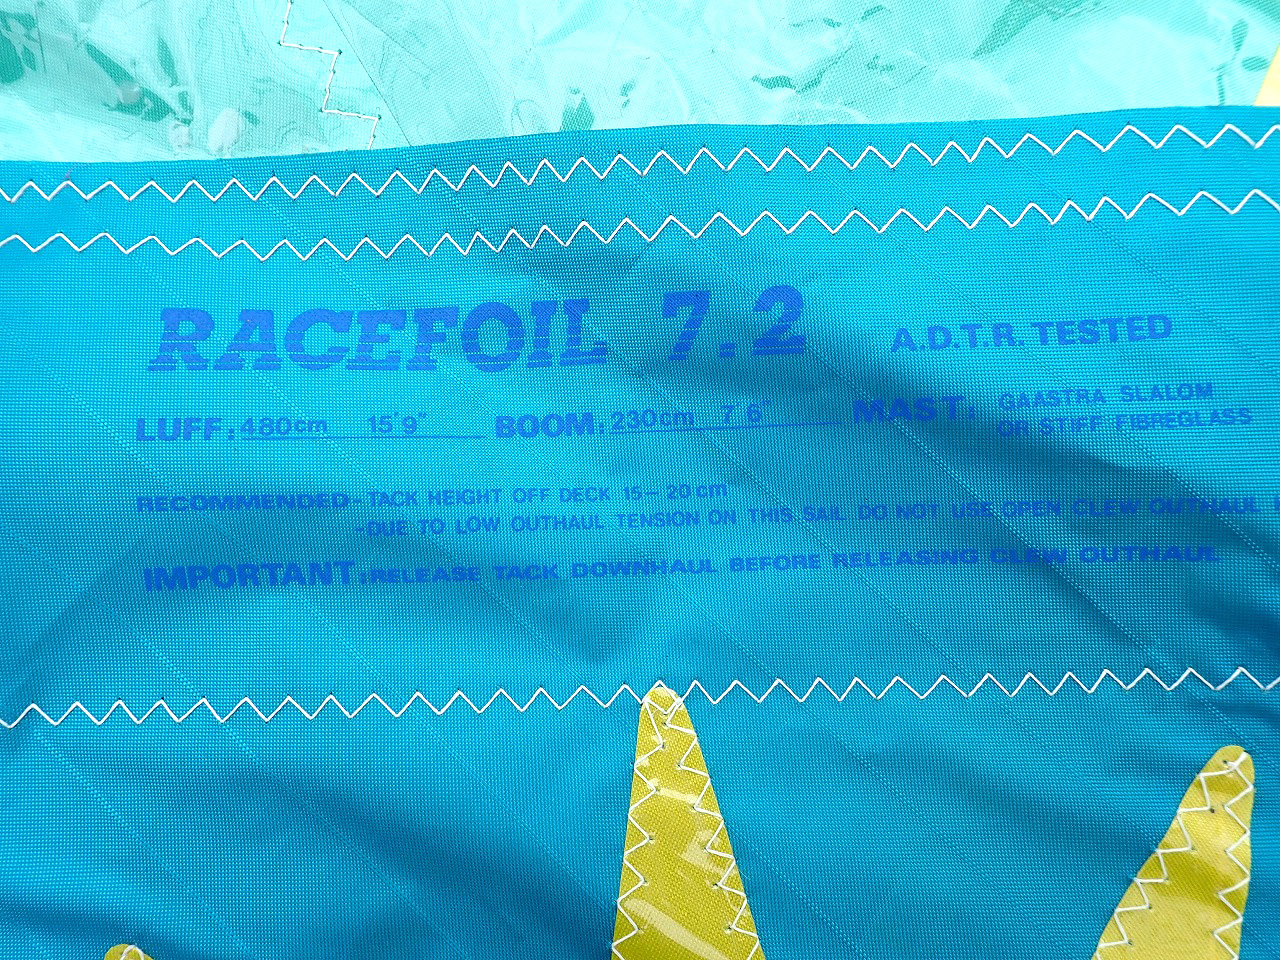 RACEFOIL 7.2 A.D.T.R. TESTED
LUFF: 480cm 15'9" BOOM: 230cm 7'6" MAST: GAASTRA SLALOM
OR STIFF FIBREGLASS
RECOMMENDED-TACK HEIGHT OFF DECK 15-20cm
-DUE TO LOW OUTHAUL TENSION ON THIS SAIL DO NOT USE OPEN CLEW OUTHAUL
IMPORTANT: RELEASE TACK DOWNHAUL BEFORE RELEASING CLEW OUTHAUL